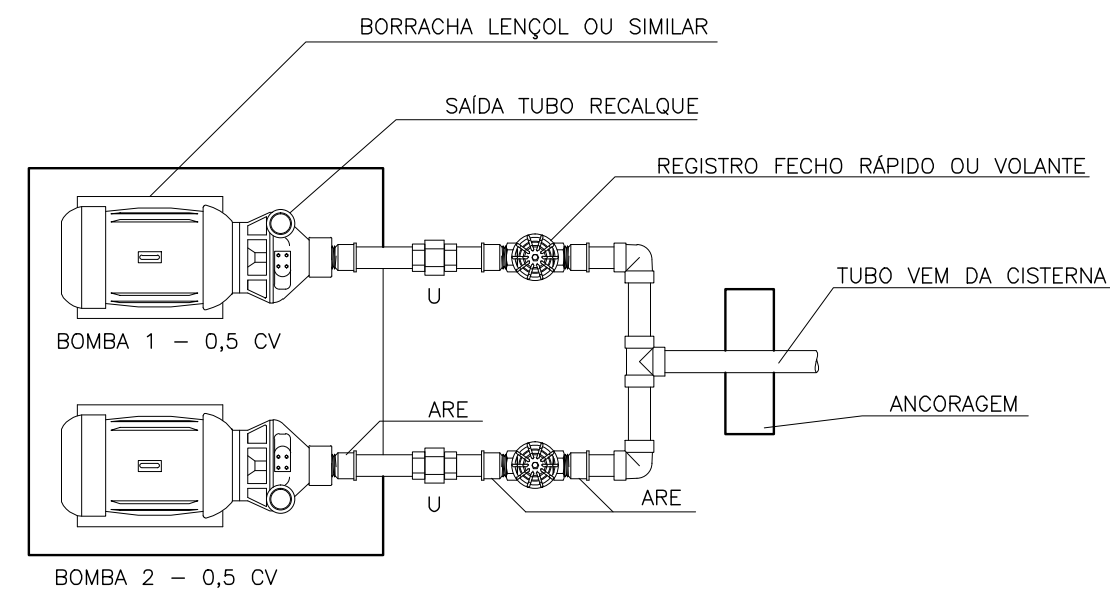 BORRACHA LENÇOL OU SIMILAR
SAÍDA TUBO RECALQUE
REGISTRO FECHO RÁPIDO OU VOLANTE
TUBO VEM DA CISTERNA
U
BOMBA 1 – 0,5 CV
ARE
ANCORAGEM
U
ARE
BOMBA 2 – 0,5 CV